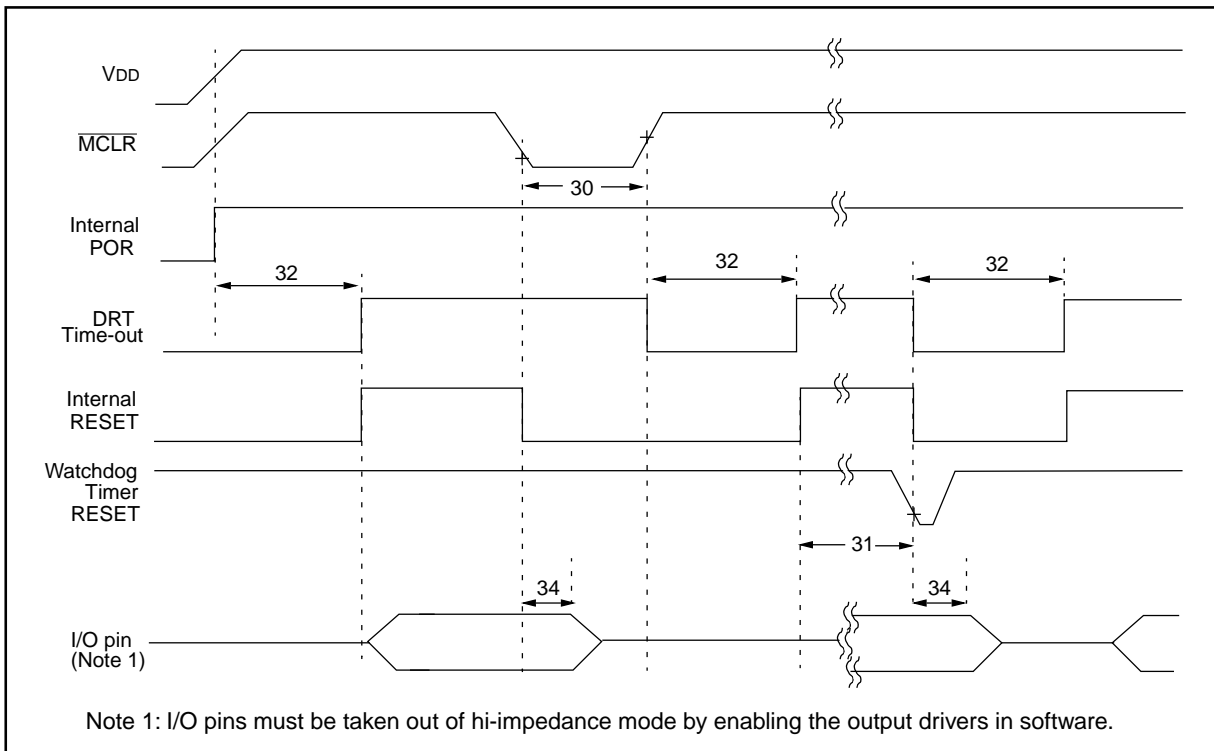 VDD
MCLR
30
Internal
POR
32
32
32
DRT
Time-out
Internal
RESET
Watchdog
Timer
RESET
31
34
34
I/O pin
(Note 1)
Note 1: I/O pins must be taken out of hi-impedance mode by enabling the output drivers in software.